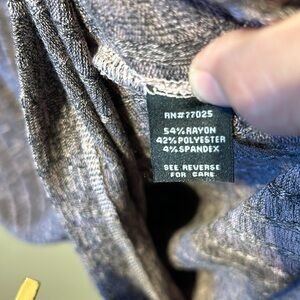 RN#77025
54%RAYON
42%POLYESTER
4%SPANDEX
SEE REVERSE
FOR CARE